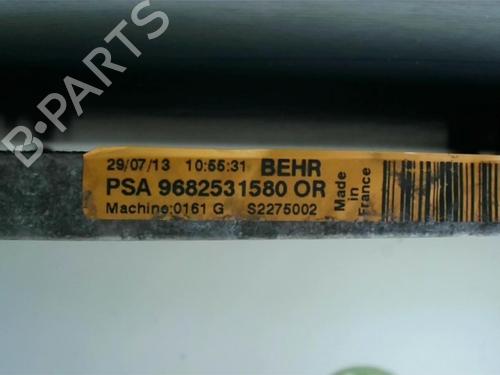 B-PARTS
29/07/13 10:55:31 BEHR
PSA 9682531580 OR
Machine:0161 G S2275002
Made
in
France